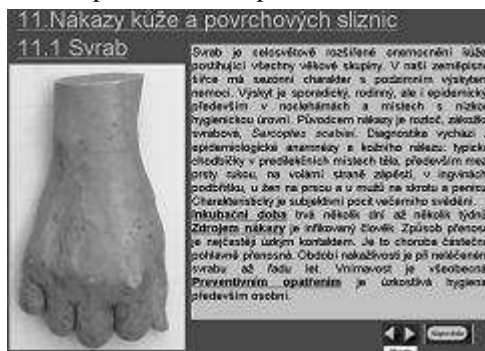 11.Nákazy kůže a povrchových sliznic
11.1 Svrab
Svrab je celosvětově rozšířené onemocnění kůže
postihující všechny věkové skupiny. V naší zeměpisné
šířce má sezonní charakter s podzimním výskytem
nemoci. Výskyt je sporadický, rodinný, ale i epidemický
především v noclehárnách a místech s nízkou
hygienickou úrovní. Původcem nákazy je roztoč, zákožka
svrabová, Sarcoptes scabiei. Diagnostika vychází z
epidemiologické anamnézy a kožního nálezu: typické
chodbičky v predilekčních místech těla, především mezi
prsty rukou, na volární straně zápěstí, v ingvinách,
podbřišku, u žen na prsou a u mužů na skrotu a penisu.
Charakteristický je subjektivní pocit večerního svědění.
Inkubační doba trvá několik dní až několik týdnů.
Zdrojem nákazy je infikovaný člověk. Způsob přenosu
je nejčastěji úzkým kontaktem. Je to choroba částečně
pohlavně přenosná. Období nakažlivosti je při neléčeném
svrabu až řadu let. Vnímavost je všeobecná.
Preventivním opatřením je úzkostlivá hygiena
především osobní.